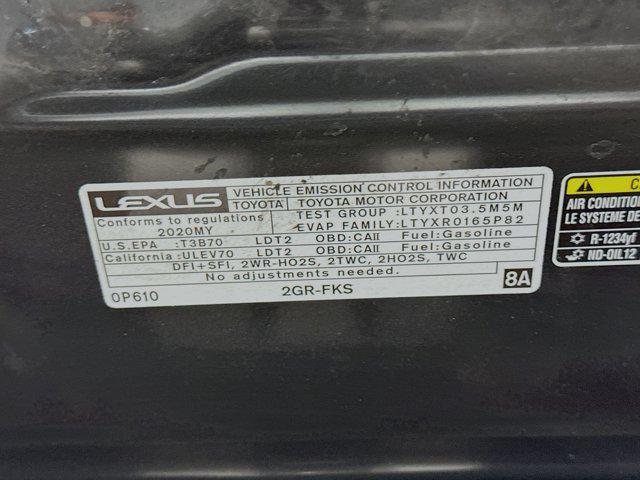 LEXUS VEHICLE EMISSION CONTROL INFORMATION
TOYOTA TOYOTA MOTOR CORPORATION
Conforms to regulations TEST GROUP :LTYXT03.5M5M
2020MY EVAP FAMILY:LTYXR0165P82
U.S.EPA :T3B70 LDT2 OBD:CAII Fuel:Gasoline
California :ULEV70 LDT2 OBD:CAII Fuel:Gasoline
DFI+SFI, 2WR-HO2S, 2TWC, 2HO2S, TWC
No adjustments needed.
0P610 2GR-FKS 8A
AIR CONDITION
LE SYSTEME DE
R-1234yf
ND-OIL12